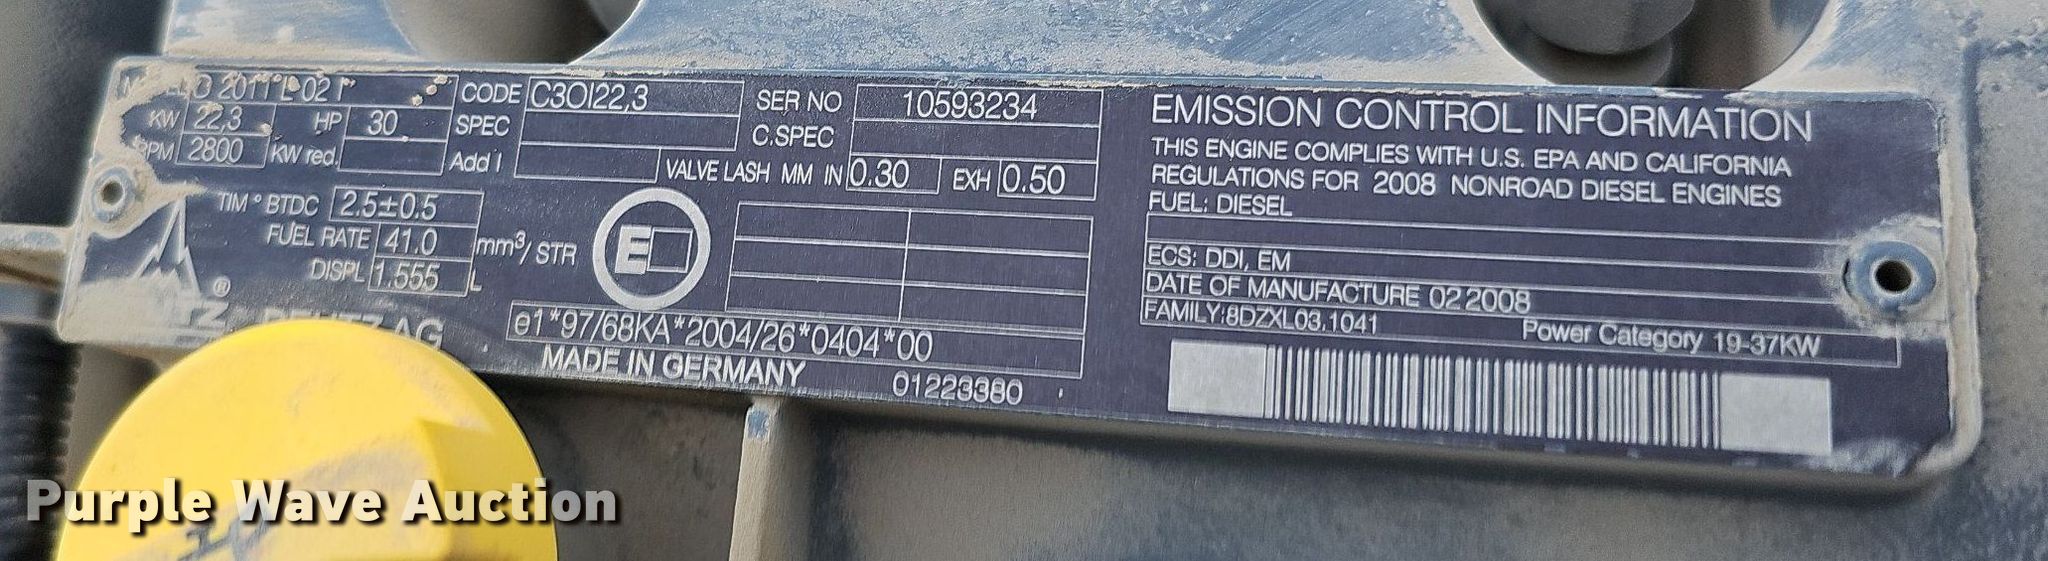 2011 L 02 I CODE C3OI22,3 SER NO 10593234
KW 22,3 HP 30 SPEC C.SPEC
RPM 2800 KW red. Add I VALVE LASH MM IN 0.30 EXH 0.50
TIM ° BTDC 2.5±0.5
FUEL RATE 41.0 mm³/STR
DISPL 1.555 L
E
® DEUTZ AG
e1*97/68KA*2004/26*0404*00
MADE IN GERMANY 01223380
EMISSION CONTROL INFORMATION
THIS ENGINE COMPLIES WITH U.S. EPA AND CALIFORNIA
REGULATIONS FOR 2008 NONROAD DIESEL ENGINES
FUEL: DIESEL
ECS: DDI, EM
DATE OF MANUFACTURE 02 2008
FAMILY:8DZXL03.1041 Power Category 19-37KW
Purple Wave Auction